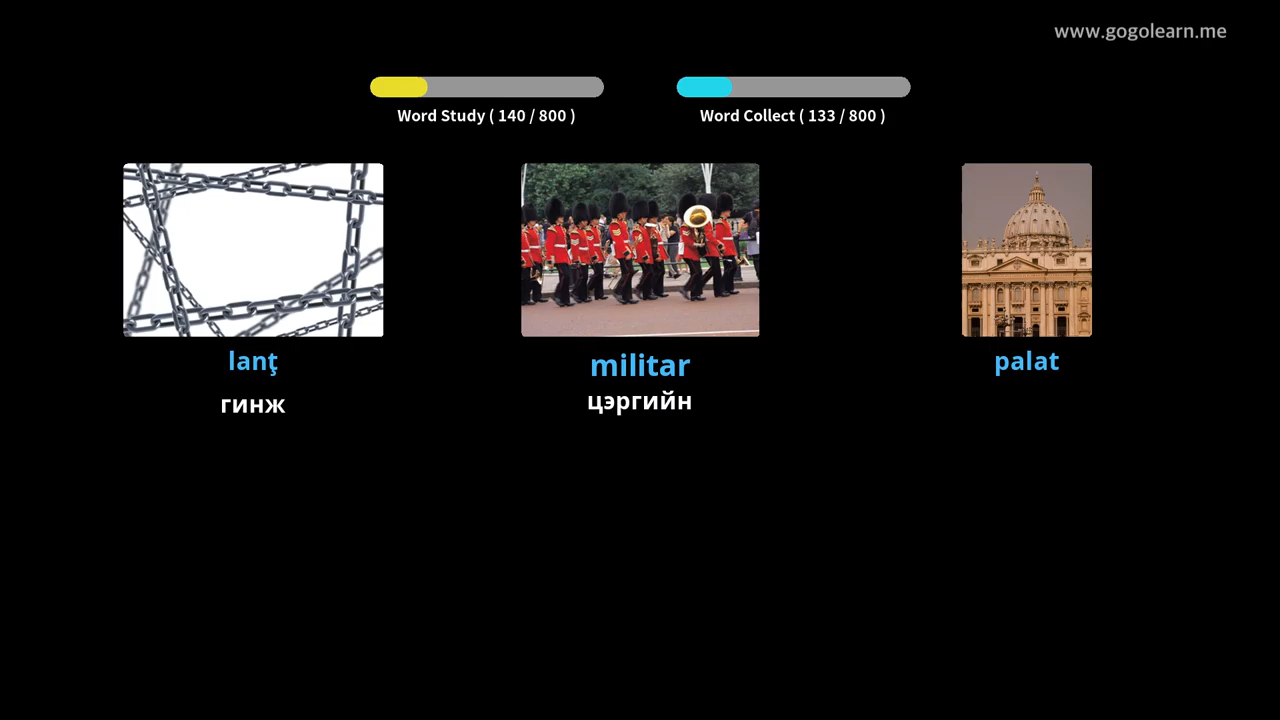 www.gogolearn.me
Word Study ( 140 / 800 )
Word Collect ( 133 / 800 )
lanţ
militar
palat
гинж
цэргийн